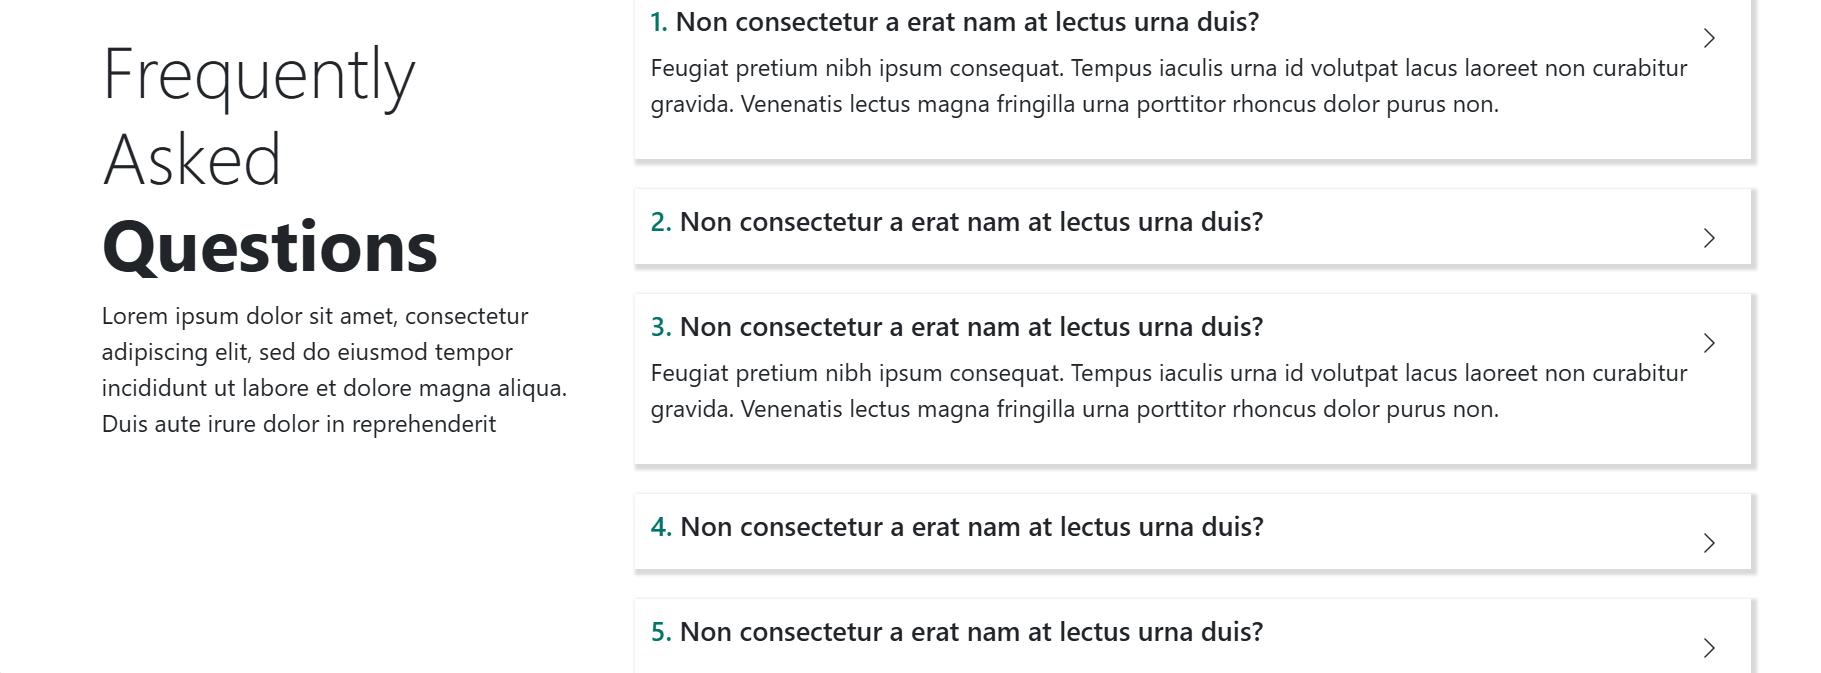 Frequently
Asked
Questions
Lorem ipsum dolor sit amet, consectetur
adipiscing elit, sed do eiusmod tempor
incididunt ut labore et dolore magna aliqua.
Duis aute irure dolor in reprehenderit
1. Non consectetur a erat nam at lectus urna duis?
Feugiat pretium nibh ipsum consequat. Tempus iaculis urna id volutpat lacus laoreet non curabitur
gravida. Venenatis lectus magna fringilla urna porttitor rhoncus dolor purus non.
2. Non consectetur a erat nam at lectus urna duis?
3. Non consectetur a erat nam at lectus urna duis?
Feugiat pretium nibh ipsum consequat. Tempus iaculis urna id volutpat lacus laoreet non curabitur
gravida. Venenatis lectus magna fringilla urna porttitor rhoncus dolor purus non.
4. Non consectetur a erat nam at lectus urna duis?
5. Non consectetur a erat nam at lectus urna duis?